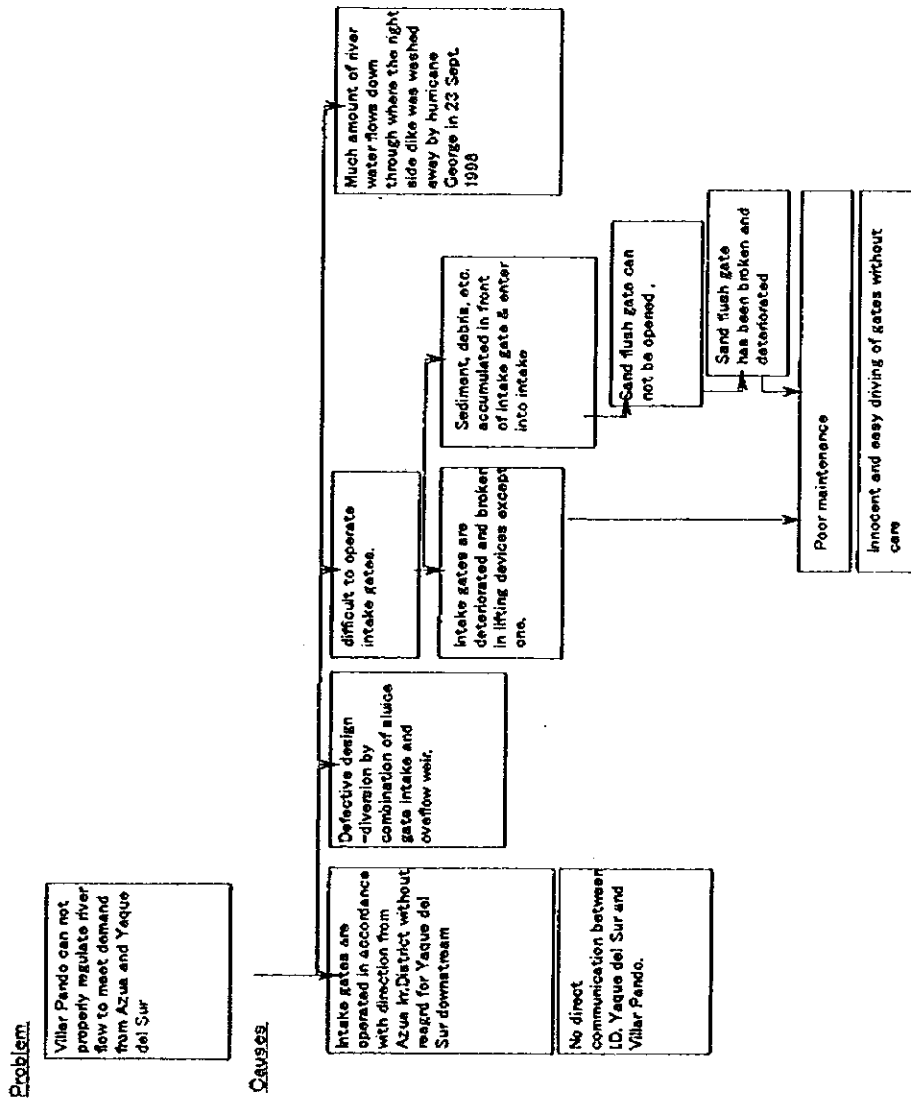 Problem
Villar Pando can not
properly regulate river
flow to meet demand
from Azua and Yaque
del Sur
Causes
Intake gates are
operated in accordance
with direction from
Azua Irr.District without
reagrd for Yaque del
Sur downstream
No direct
communication between
I.D. Yaque del Sur and
Villar Pando.
Defective design
-diversion by
combination of sluice
gate intake and
oveflow weir.
difficult to operate
intake gates.
Intake gates are
deteriorated and broken
in lifting devices except
one.
Sediment, debris, etc.
accumulated in front
of intake gate & enter
into intake
Sand flush gate can
not be opened .
Sand flush gate
has been broken and
deteriorated
Poor maintenance
Innocent and easy driving of gates without
care
Much amount of river
water flows down
through where the right
side dike was washed
away by hurricane
George in 23 Sept.
1998